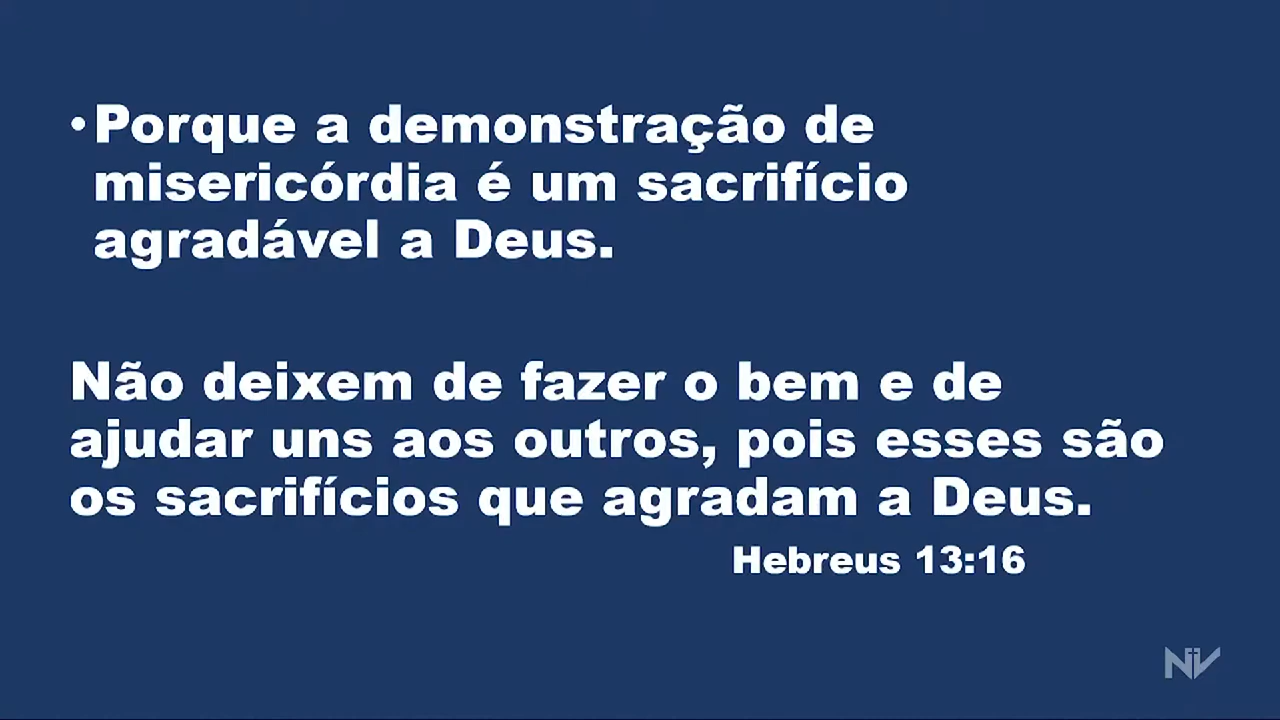 •Porque a demonstração de
misericórdia é um sacrifício
agradável a Deus.
Não deixem de fazer o bem e de
ajudar uns aos outros, pois esses são
os sacrifícios que agradam a Deus.
Hebreus 13:16
NV